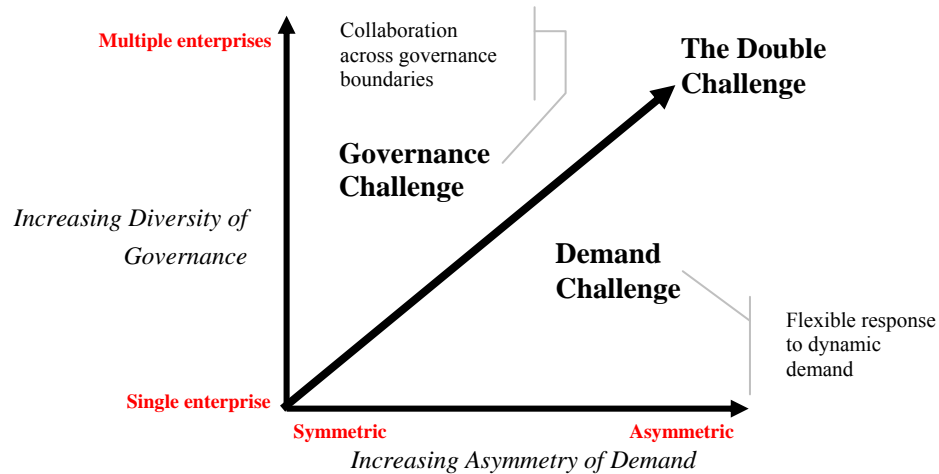 Multiple enterprises
Collaboration
across governance
boundaries
The Double
Challenge
Governance
Challenge
Increasing Diversity of
Governance
Demand
Challenge
Flexible response
to dynamic
demand
Single enterprise
Symmetric
Asymmetric
Increasing Asymmetry of Demand